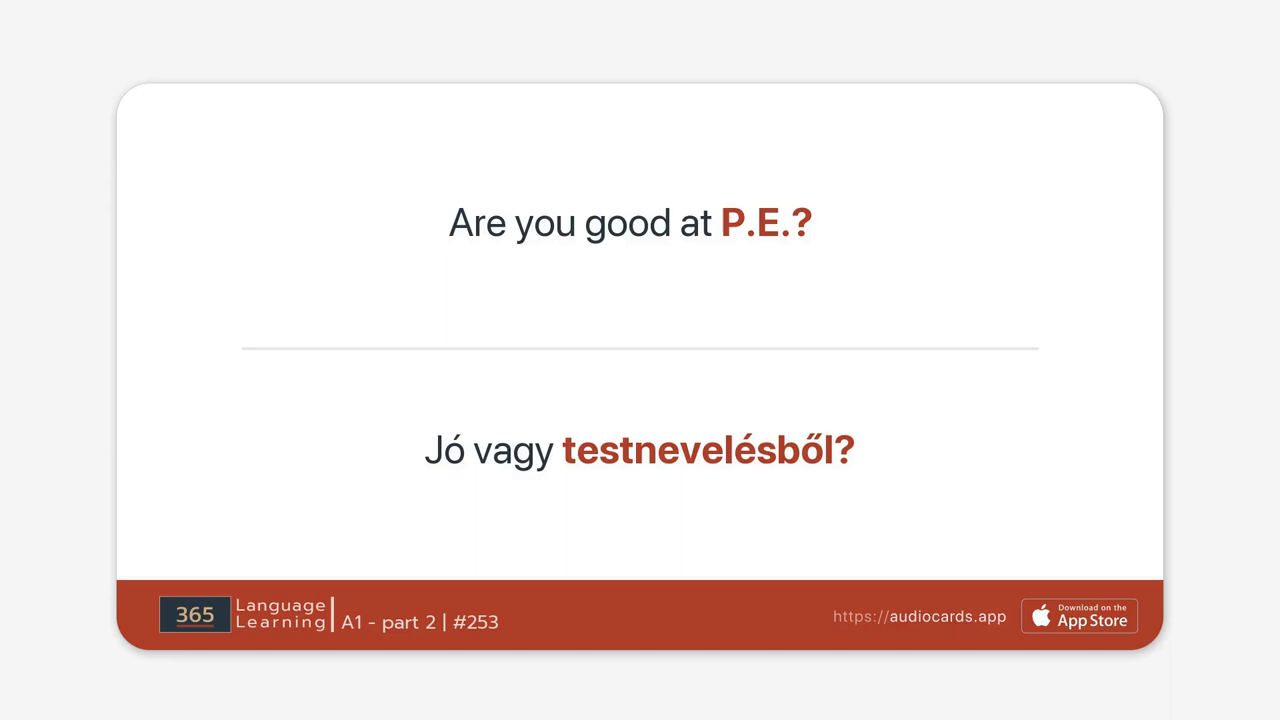 Are you good at P.E.?
Jó vagy testnevelésből?
365 Language Learning
A1 - part 2 | #253
https://audiocards.app
Download on the
App Store